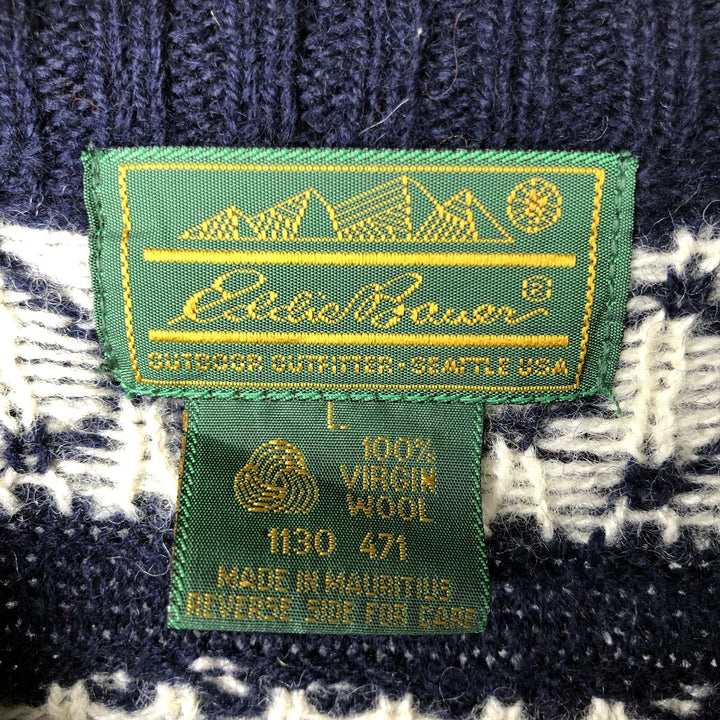 Eddie Bauer®
OUTDOOR OUTFITTER - SEATTLE USA
L
100%
VIRGIN
WOOL
1130 471
MADE IN MAURITIUS
REVERSE SIDE FOR CARE